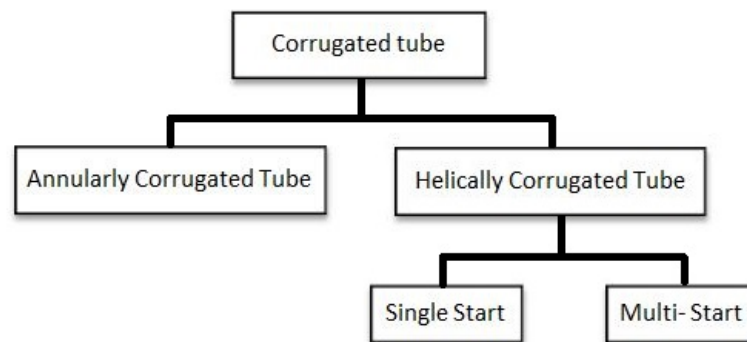 Corrugated tube
Annularly Corrugated Tube
Helically Corrugated Tube
Single Start
Multi- Start